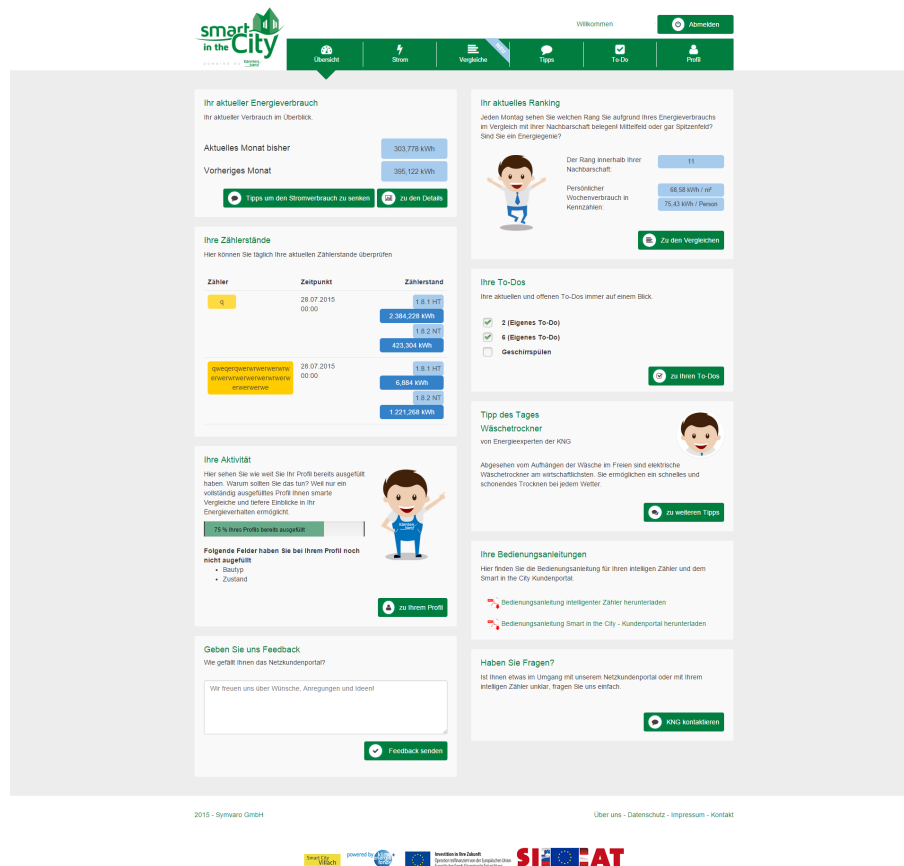 smart
in the City
Willkommen
Abmelden
Übersicht
Strom
Vergleiche
NEU
Tipps
To-Do
Profil
Ihr aktueller Energieverbrauch
Ihr aktueller Verbrauch im Überblick.
Aktuelles Monat bisher
303,778 kWh
Vorheriges Monat
395,122 kWh
Tipps um den Stromverbrauch zu senken
zu den Details
Ihre Zählerstände
Hier können Sie täglich Ihre aktuellen Zählerstande überprüfen
Zähler Zeitpunkt Zählerstand
q
28.07.2015
00:00
1.8.1 HT
2.384,228 kWh
1.8.2 NT
423,304 kWh
qweqerqwerwrwerwerwrw
erwerwrwerwerwerwrwerw
erwerwerwe
28.07.2015
00:00
1.8.1 HT
6,884 kWh
1.8.2 NT
1.221,268 kWh
Ihre Aktivität
Hier sehen Sie wie weit Sie Ihr Profil bereits ausgefüllt
haben. Warum sollten Sie das tun? Weil nur ein
vollständig ausgefülltes Profil Ihnen smarte
Vergleiche und tiefere Einblicke in Ihr
Energieverhalten ermöglicht.
75 % Ihres Profils bereits ausgefüllt
Folgende Felder haben Sie bei Ihrem Profil noch
nicht augefüllt
• Bautyp
• Zustand
zu Ihrem Profil
Geben Sie uns Feedback
Wie gefällt Ihnen das Netzkundenportal?
Wir freuen uns über Wünsche, Anregungen und Ideen!
Feedback senden
Ihr aktuelles Ranking
Jeden Montag sehen Sie welchen Rang Sie aufgrund Ihres Energieverbrauchs
im Vergleich mit Ihrer Nachbarschaft belegen! Mittelfeld oder gar Spitzenfeld?
Sind Sie ein Energiegenie?
Der Rang innerhalb Ihrer
Nachbarschaft:
11
Persönlicher
Wochenverbrauch in
Kennzahlen:
68,58 kWh / m²
75,43 kWh / Person
Zu den Vergleichen
Ihre To-Dos
Ihre aktuellen und offenen To-Dos immer auf einem Blick.
2 (Eigenes To-Do)
6 (Eigenes To-Do)
Geschirrspülen
zu Ihren To-Dos
Tipp des Tages
Wäschetrockner
von Energieexperten der KNG
Abgesehen vom Aufhängen der Wäsche im Freien sind elektrische
Wäschetrockner am wirtschaftlichsten. Sie ermöglichen ein schnelles und
schonendes Trocknen bei jedem Wetter.
zu weiteren Tipps
Ihre Bedienungsanleitungen
Hier finden Sie die Bedienungsanleitung für Ihren intelligen Zähler und dem
Smart in the City Kundenportal.
Bedienungsanleitung intelligenter Zähler herunterladen
Bedienungsanleitung Smart in the City - Kundenportal herunterladen
Haben Sie Fragen?
Ist Ihnen etwas im Umgang mit unserem Netzkundenportal oder mit Ihrem
intelligen Zähler unklar, fragen Sie uns einfach.
KNG kontaktieren
2015 - Symvaro GmbH
Über uns - Datenschutz - Impressum - Kontakt
Smart City
Villach
powered by
Investition in Ihre Zukunft